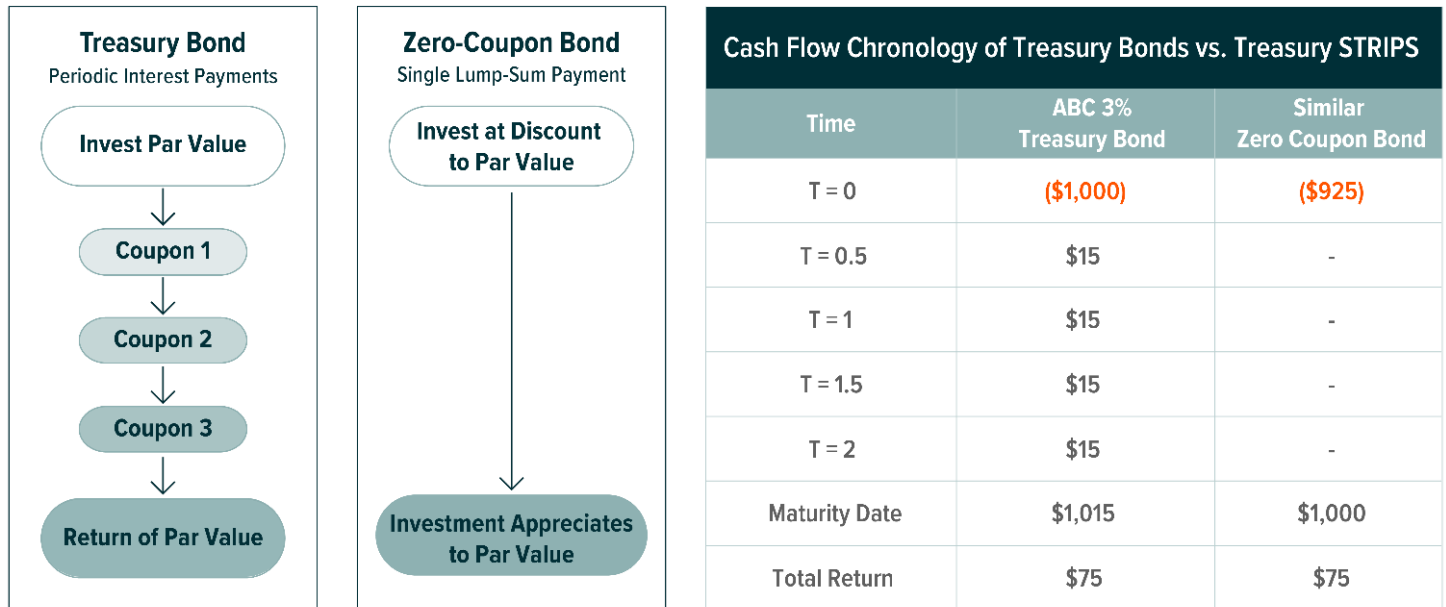 Treasury Bond
Periodic Interest Payments
Invest Par Value
Coupon 1
Coupon 2
Coupon 3
Return of Par Value
Zero-Coupon Bond
Single Lump-Sum Payment
Invest at Discount
to Par Value
Investment Appreciates
to Par Value
Cash Flow Chronology of Treasury Bonds vs. Treasury STRIPS
Time
ABC 3%
Treasury Bond
Similar
Zero Coupon Bond
T = 0 ($1,000) ($925)
T = 0.5 $15 -
T = 1 $15 -
T = 1.5 $15 -
T = 2 $15 -
Maturity Date $1,015 $1,000
Total Return $75 $75